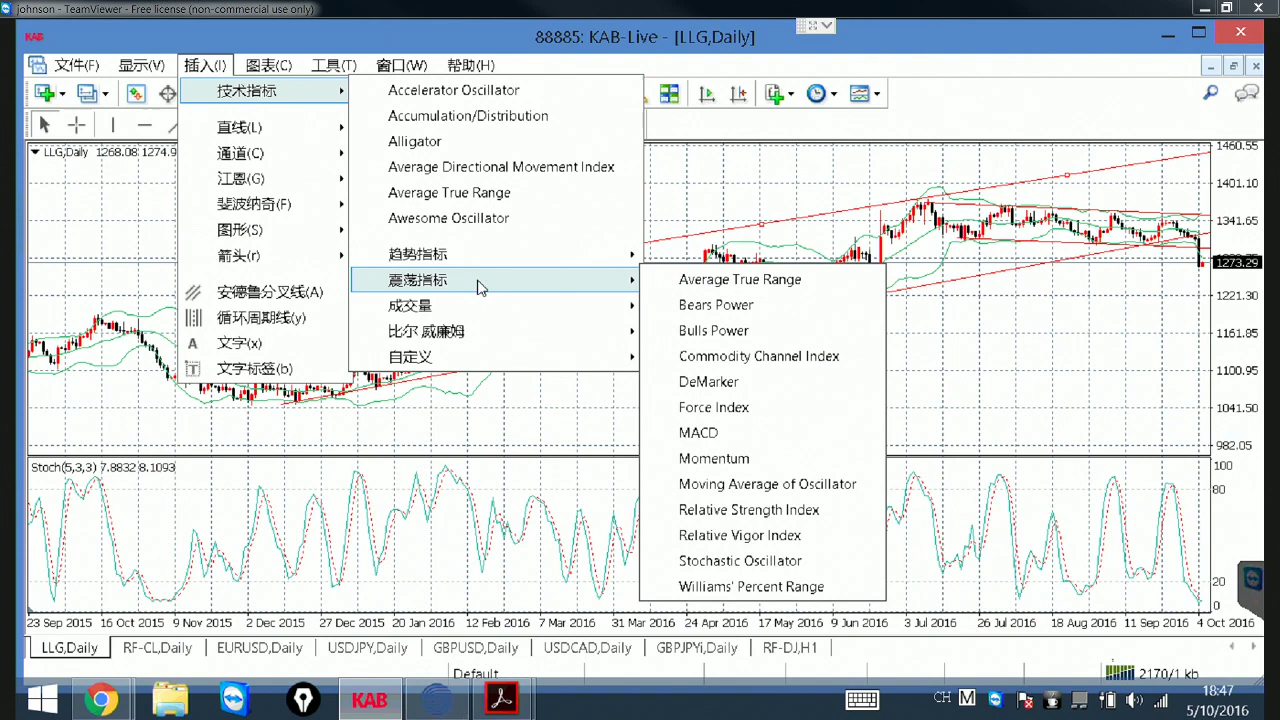 johnson - TeamViewer - Free license (non-commercial use only)
KAB
88885: KAB-Live - [LLG,Daily]
文件(F) 显示(V) 插入(I) 图表(C) 工具(T) 窗口(W) 帮助(H)
技术指标
直线(L)
通道(C)
江恩(G)
斐波纳奇(F)
图形(S)
箭头(r)
安德鲁分叉线(A)
循环周期线(y)
A 文字(x)
T 文字标签(b)
Accelerator Oscillator
Accumulation/Distribution
Alligator
Average Directional Movement Index
Average True Range
Awesome Oscillator
趋势指标
震荡指标
成交量
比尔 威廉姆
自定义
Average True Range
Bears Power
Bulls Power
Commodity Channel Index
DeMarker
Force Index
MACD
Momentum
Moving Average of Oscillator
Relative Strength Index
Relative Vigor Index
Stochastic Oscillator
Williams' Percent Range
LLG,Daily 1268.08 1274.9
1460.55
1401.10
1341.65
1273.29
1221.30
1161.85
1100.95
1041.50
982.05
Stoch(5,3,3) 7.8832 8.1093
100
80
20
0
23 Sep 2015 16 Oct 2015 9 Nov 2015 2 Dec 2015 27 Dec 2015 20 Jan 2016 12 Feb 2016 7 Mar 2016 31 Mar 2016 24 Apr 2016 17 May 2016 9 Jun 2016 3 Jul 2016 26 Jul 2016 18 Aug 2016 11 Sep 2016 4 Oct 2016
LLG,Daily RF-CL,Daily EURUSD,Daily USDJPY,Daily GBPUSD,Daily USDCAD,Daily GBPJPYi,Daily RF-DJ,H1
Default
2170/1 kb
KAB
CH M
18:47
5/10/2016